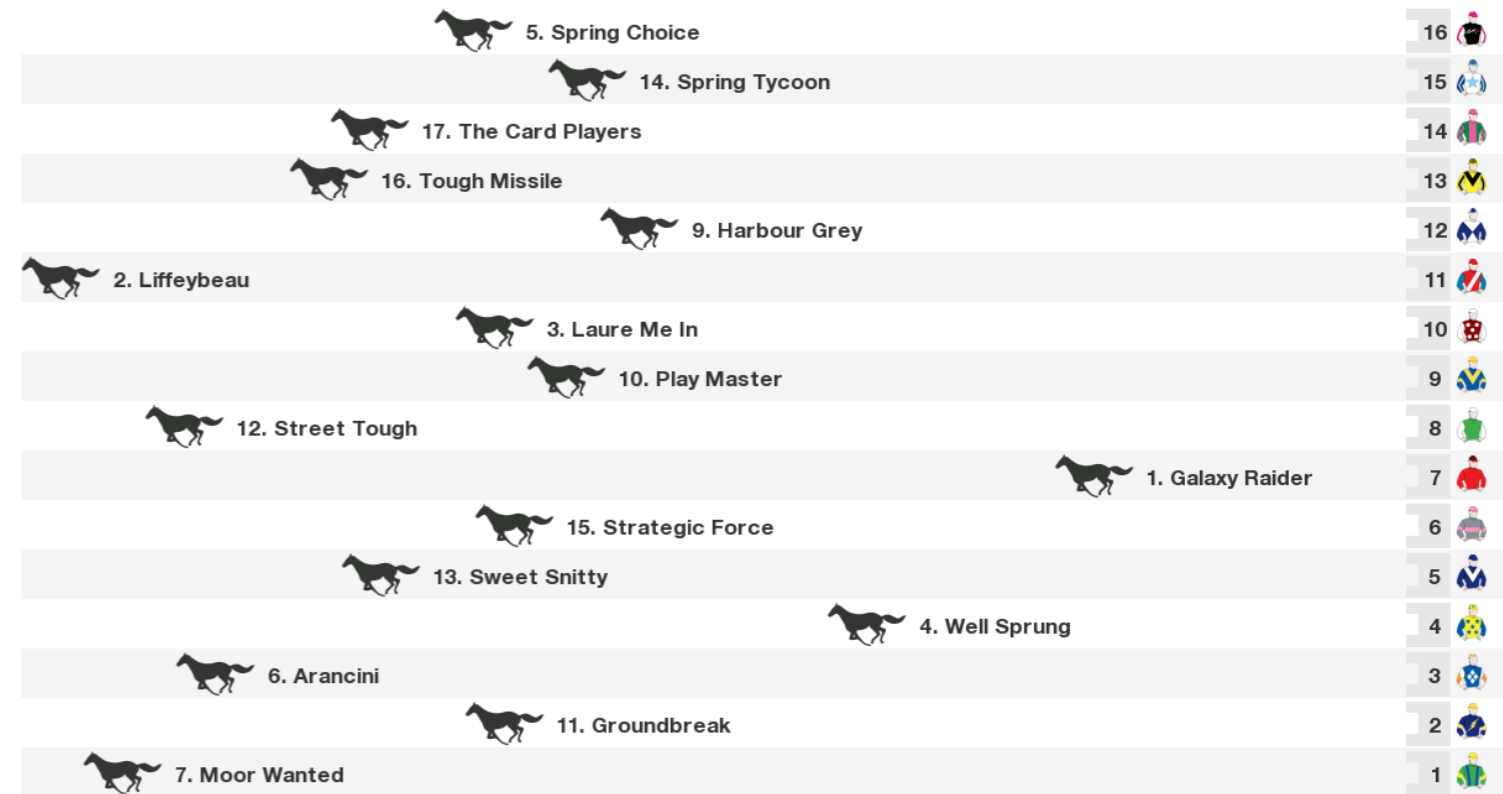 5. Spring Choice 16
14. Spring Tycoon 15
17. The Card Players 14
16. Tough Missile 13
9. Harbour Grey 12
2. Liffeybeau 11
3. Laure Me In 10
10. Play Master 9
12. Street Tough 8
1. Galaxy Raider 7
15. Strategic Force 6
13. Sweet Snitty 5
4. Well Sprung 4
6. Arancini 3
11. Groundbreak 2
7. Moor Wanted 1